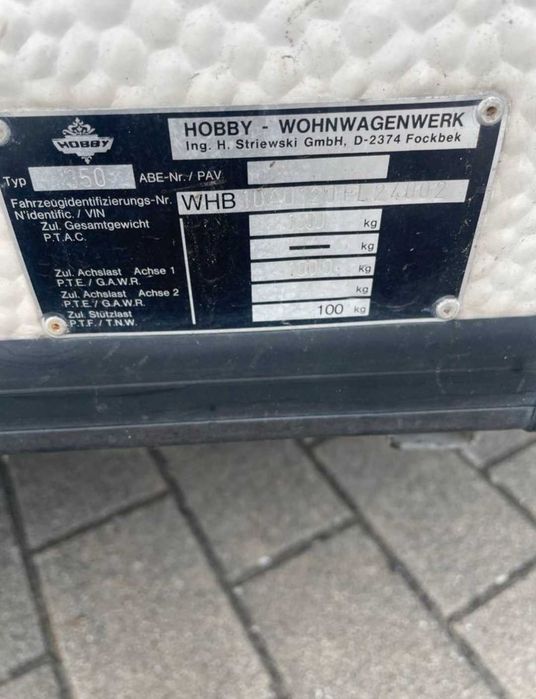 HOBBY
HOBBY - WOHNWAGENWERK
Ing. H. Striewski GmbH, D-2374 Fockbek
Typ 350 ABE-Nr./ PAV
Fahrzeugidentifizierungs-Nr.
N'identific. / VIN
WHB
Zul. Gesamtgewicht
P.T.A.C.
kg
kg
Zul. Achslast Achse 1
P.T.E./ G.A.W.R.
kg
Zul. Achslast Achse 2
P.T.E./ G.A.W.R.
kg
Zul. Stützlast
P.T.F./ T.N.W.
100 kg